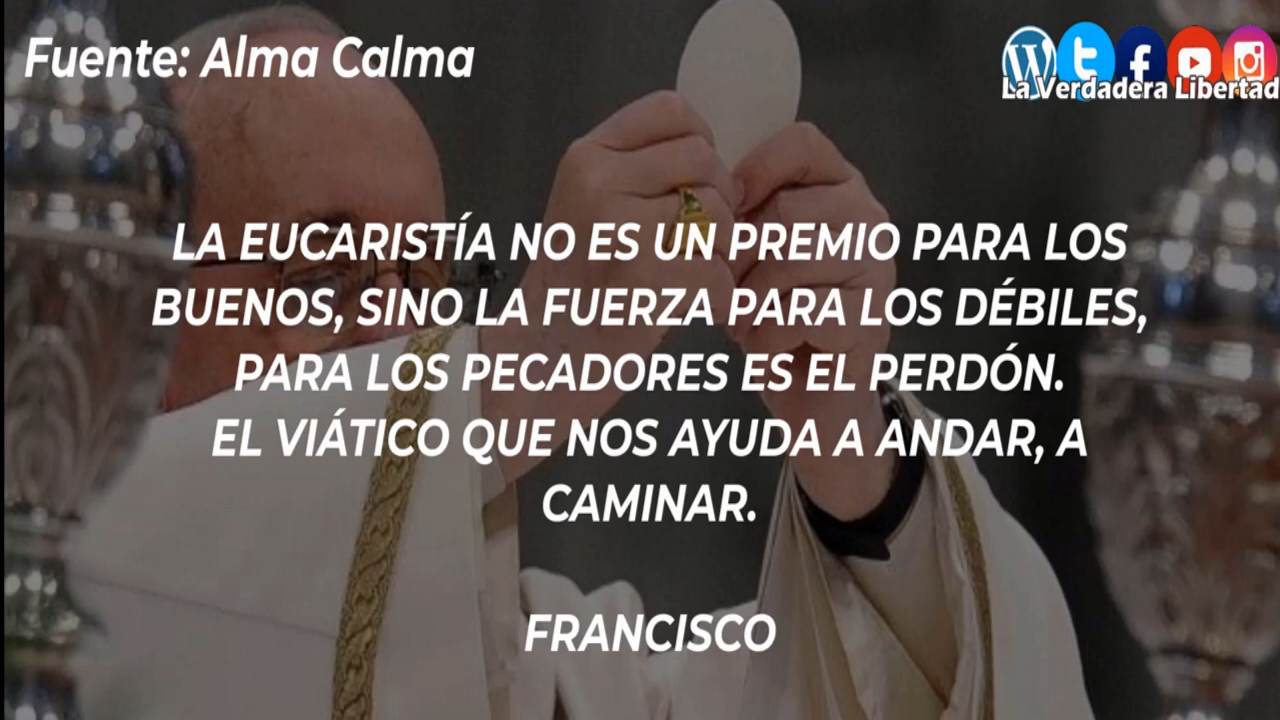 Fuente: Alma Calma
La Verdadera Libertad
LA EUCARISTÍA NO ES UN PREMIO PARA LOS
BUENOS, SINO LA FUERZA PARA LOS DÉBILES,
PARA LOS PECADORES ES EL PERDÓN.
EL VIÁTICO QUE NOS AYUDA A ANDAR, A
CAMINAR.
FRANCISCO